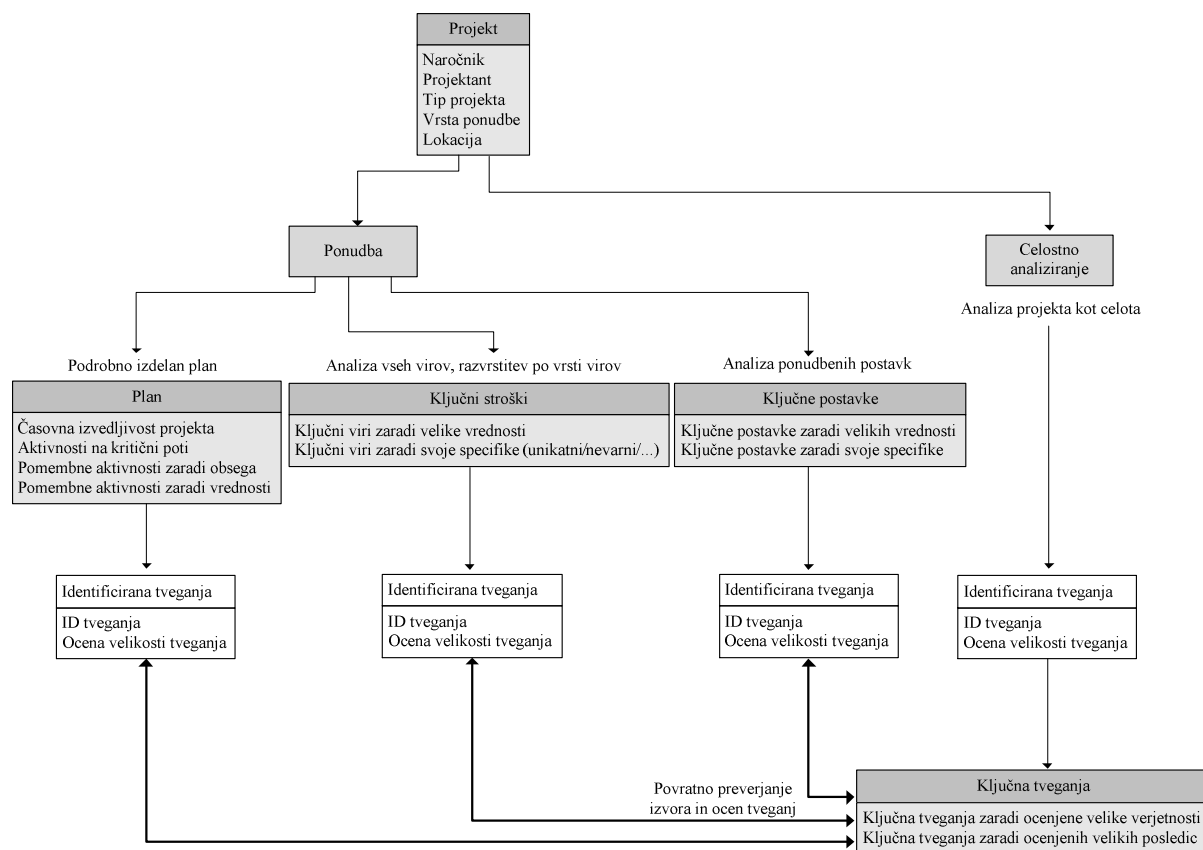 Projekt
Naročnik
Projektant
Tip projekta
Vrsta ponudbe
Lokacija
Ponudba
Celostno
analiziranje
Analiza projekta kot celota
Podrobno izdelan plan
Analiza vseh virov, razvrstitev po vrsti virov
Analiza ponudbenih postavk
Plan
Časovna izvedljivost projekta
Aktivnosti na kritični poti
Pomembne aktivnosti zaradi obsega
Pomembne aktivnosti zaradi vrednosti
Ključni stroški
Ključni viri zaradi velike vrednosti
Ključni viri zaradi svoje specifike (unikatni/nevarni/...)
Ključne postavke
Ključne postavke zaradi velikih vrednosti
Ključne postavke zaradi svoje specifike
Identificirana tveganja
ID tveganja
Ocena velikosti tveganja
Identificirana tveganja
ID tveganja
Ocena velikosti tveganja
Identificirana tveganja
ID tveganja
Ocena velikosti tveganja
Identificirana tveganja
ID tveganja
Ocena velikosti tveganja
Povratno preverjanje
izvora in ocen tveganj
Ključna tveganja
Ključna tveganja zaradi ocenjene velike verjetnosti
Ključna tveganja zaradi ocenjenih velikih posledic